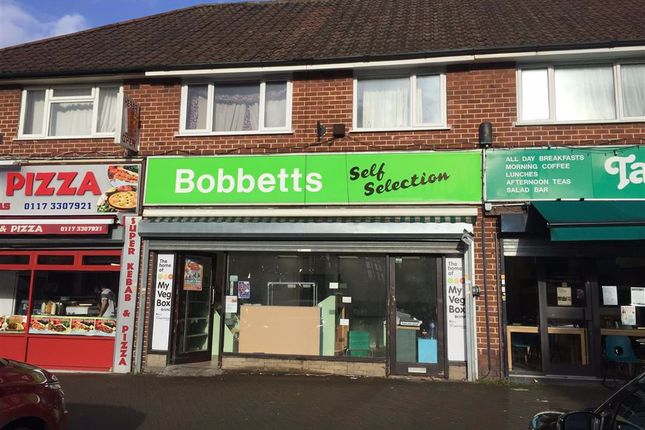 PIZZA
0117 3307921
& PIZZA
0117 3307921
SUPER KEBAB & PIZZA
Bobbetts
Self
Selection
The
home
of
My
Veg
Box
The
home
of
My
Veg
Box
ALL DAY BREAKFASTS
MORNING COFFEE
LUNCHES
AFTERNOON TEAS
SALAD BAR
Ta